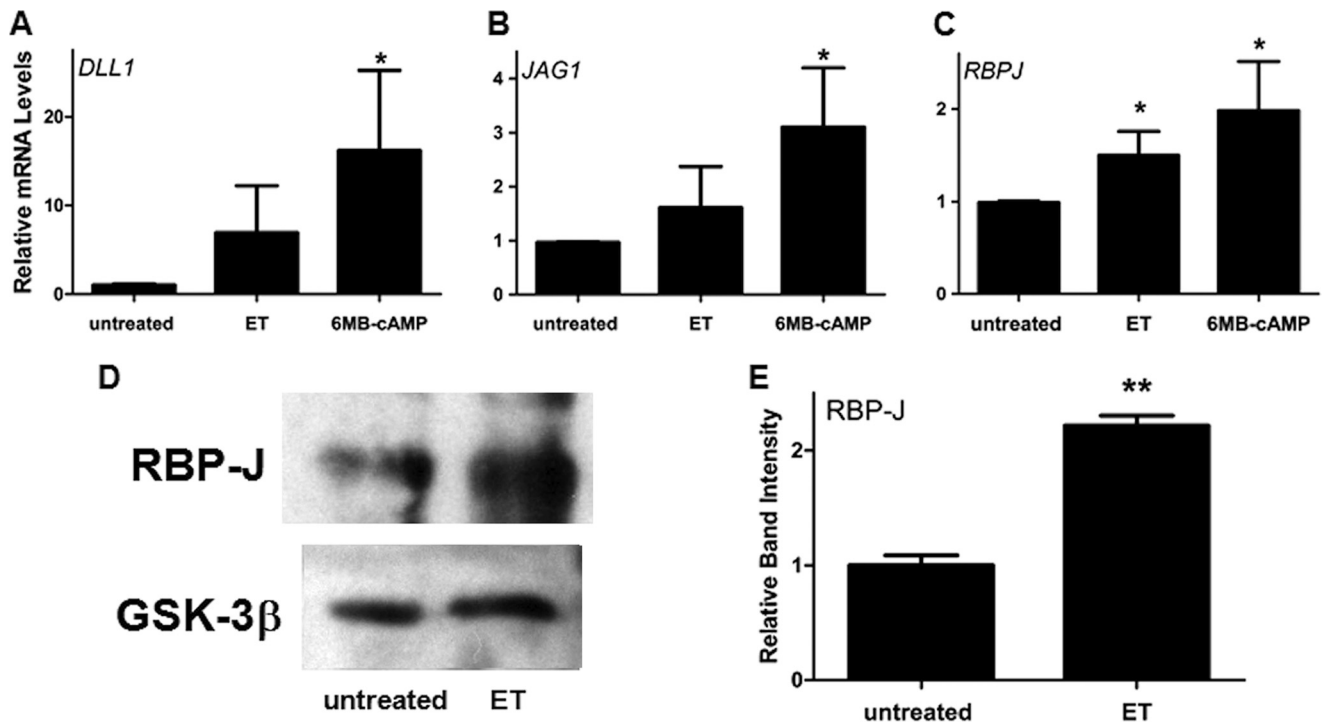 A
DLL1
Relative mRNA Levels
20
10
0
untreated ET 6MB-cAMP
*
B
JAG1
4
3
2
1
0
untreated ET 6MB-cAMP
*
C
RBPJ
2
1
0
untreated ET 6MB-cAMP
* *
D
RBP-J
GSK-3β
untreated ET
E
RBP-J
Relative Band Intensity
2
1
0
untreated ET
**